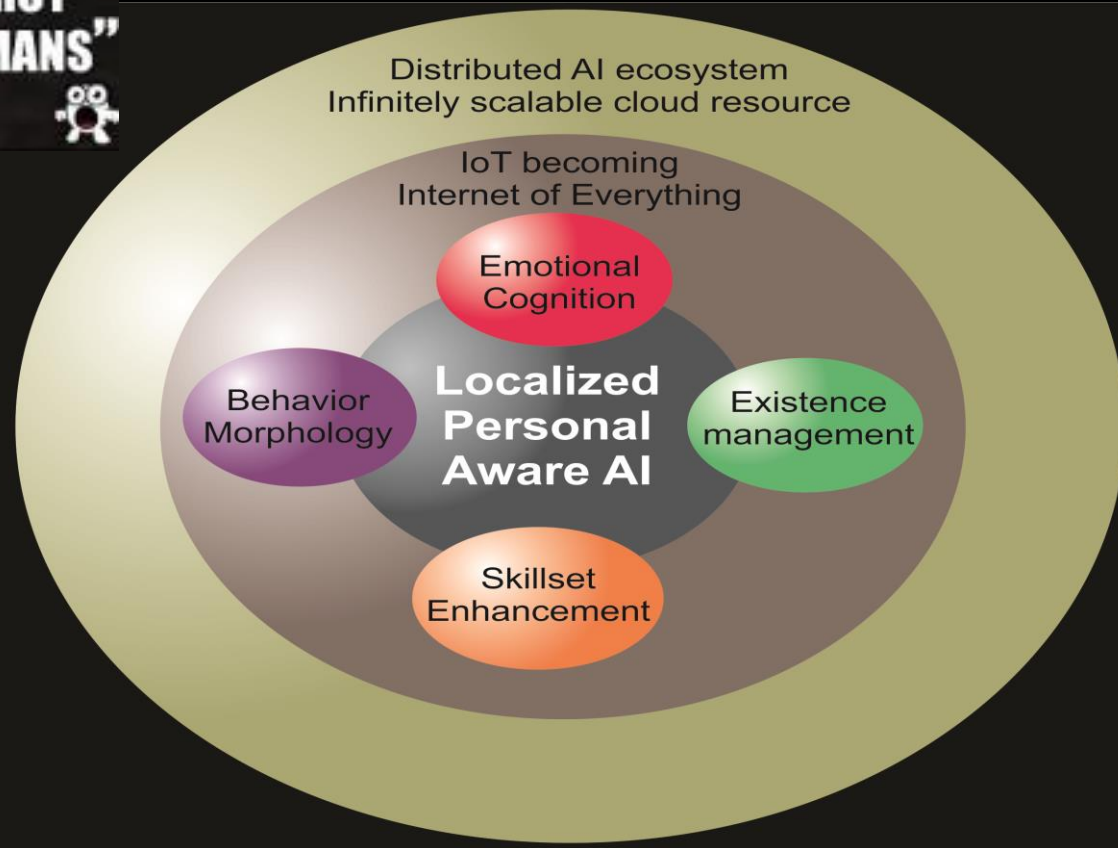 MANS”
Distributed AI ecosystem
Infinitely scalable cloud resource
IoT becoming
Internet of Everything
Emotional
Cognition
Behavior
Morphology
Localized
Personal
Aware AI
Existence
management
Skillset
Enhancement